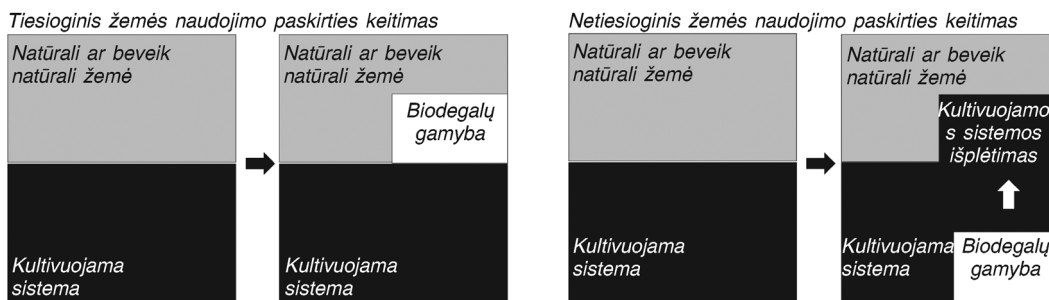 Tiesioginis žemės naudojimo paskirties keitimas
Natūrali ar beveik
natūrali žemė
Kultivuojama
sistema
Natūrali ar beveik
natūrali žemė
Biodegalų
gamyba
Kultivuojama
sistema
Netiesioginis žemės naudojimo paskirties keitimas
Natūrali ar beveik
natūrali žemė
Kultivuojama
sistema
Natūrali ar beveik
natūrali žemė
Kultivuojamo
s sistemos
išplėtimas
Kultivuojama
sistema
Biodegalų
gamyba